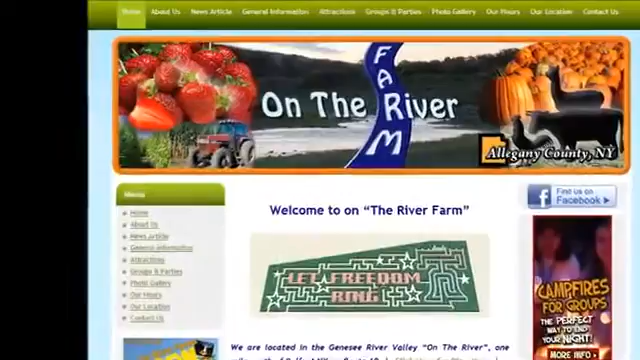 Home About Us News Article General Information Attractions Groups & Parties Photo Gallery Our Hours Our Location Contact Us
On The River
FARM
Allegany County, NY
Menu
Home
About Us
News Article
General Information
Attractions
Groups & Parties
Photo Gallery
Our Hours
Our Location
Contact Us
Welcome to on “The River Farm”
LET FREEDOM
RING
We are located in the Genesee River Valley “On The River”, one
Find us on
Facebook
CAMPFIRES
FOR GROUPS
THE PERFECT
WAY TO END
YOUR NIGHT!
MORE INFO